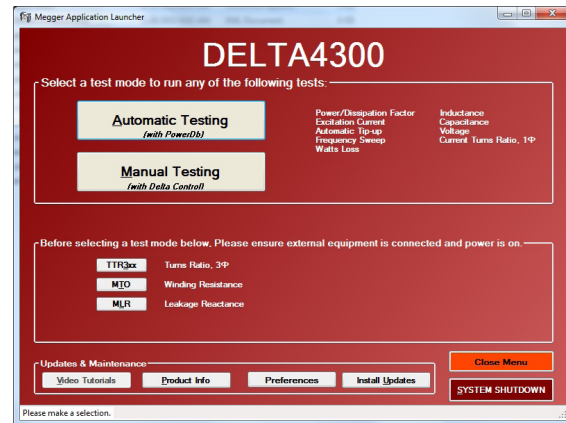 Megger Application Launcher
DELTA4300
Select a test mode to run any of the following tests:
Automatic Testing
(with PowerDb)
Manual Testing
(with Delta Control)
Power/Dissipation Factor
Excitation Current
Automatic Tip-up
Frequency Sweep
Watts Loss
Inductance
Capacitance
Voltage
Current Turns Ratio, 1Φ
Before selecting a test mode below, Please ensure external equipment is connected and power is on.
TTR3xx Turns Ratio, 3Φ
MTO Winding Resistance
MLR Leakage Reactance
Close Menu
Updates & Maintenance
Video Tutorials Product Info Preferences Install Updates
SYSTEM SHUTDOWN
Please make a selection.